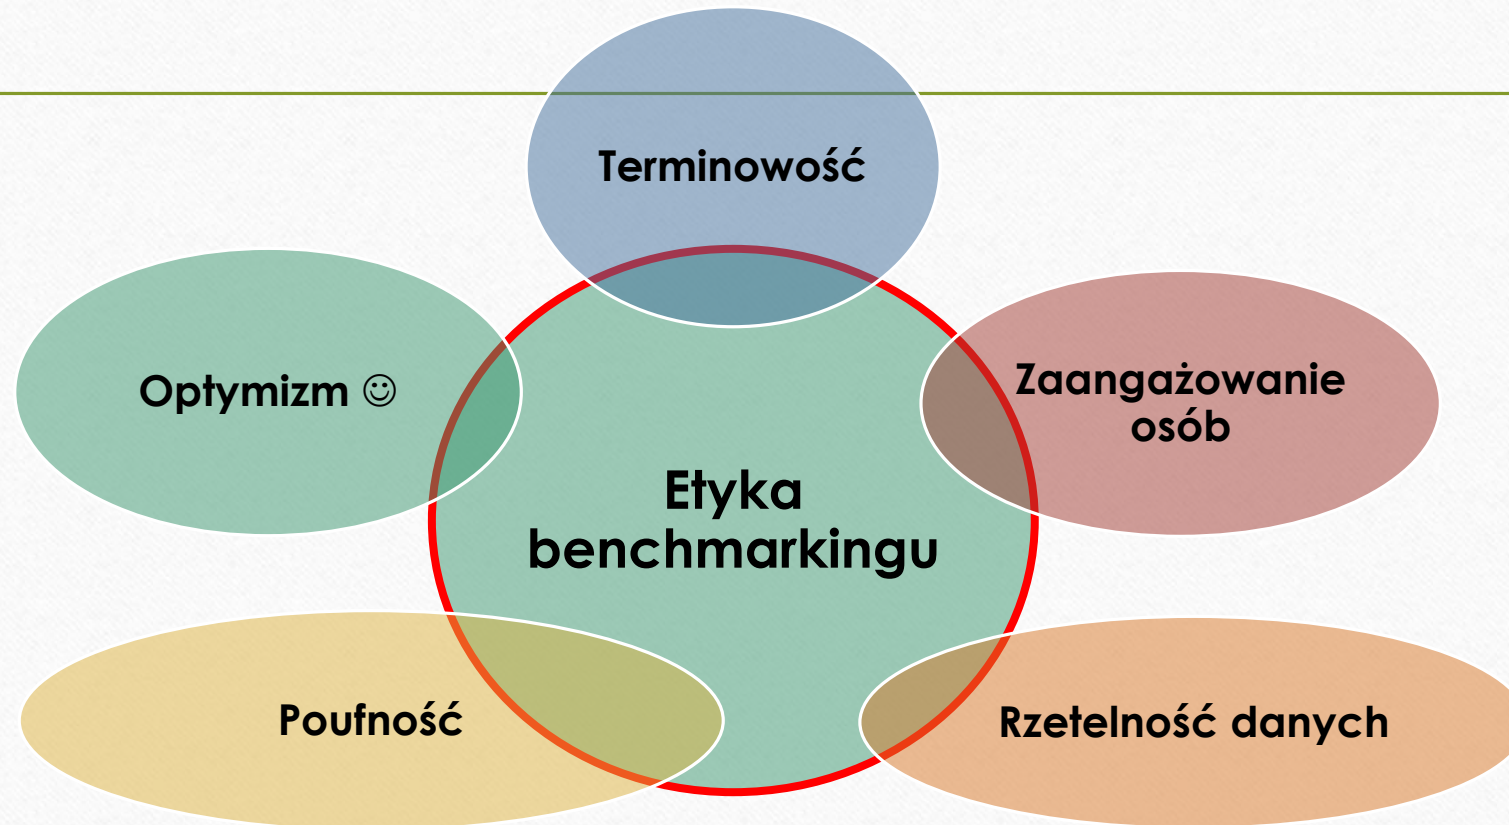 Terminowość
Optymizm ☺
Zaangażowanie
osób
Etyka
benchmarkingu
Poufność
Rzetelność danych